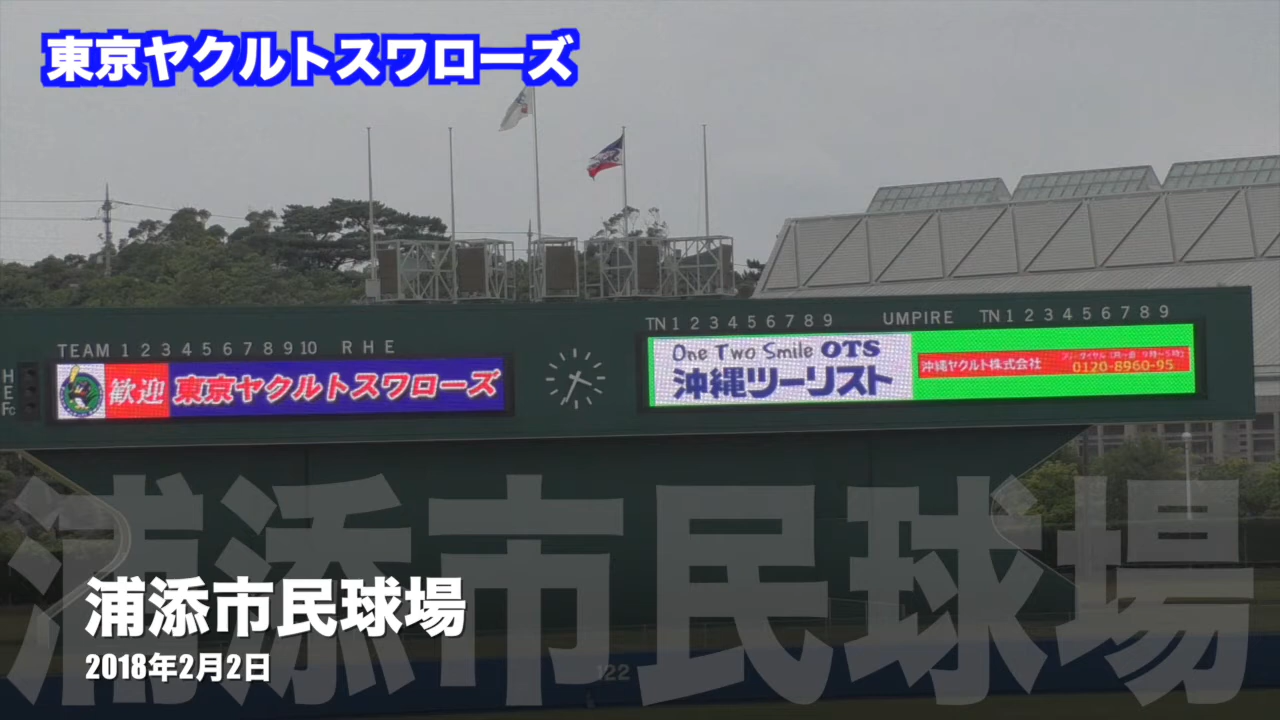 東京ヤクルトスワローズ
TEAM 1 2 3 4 5 6 7 8 9 10 R H E
TN 1 2 3 4 5 6 7 8 9 UMPIRE TN 1 2 3 4 5 6 7 8 9
H
E
Fc
歓迎 東京ヤクルトスワローズ
One Two Smile OTS
沖縄ツーリスト
沖縄ヤクルト株式会社
0120-8960-95
浦添市民球場
浦添市民球場
2018年2月2日
122